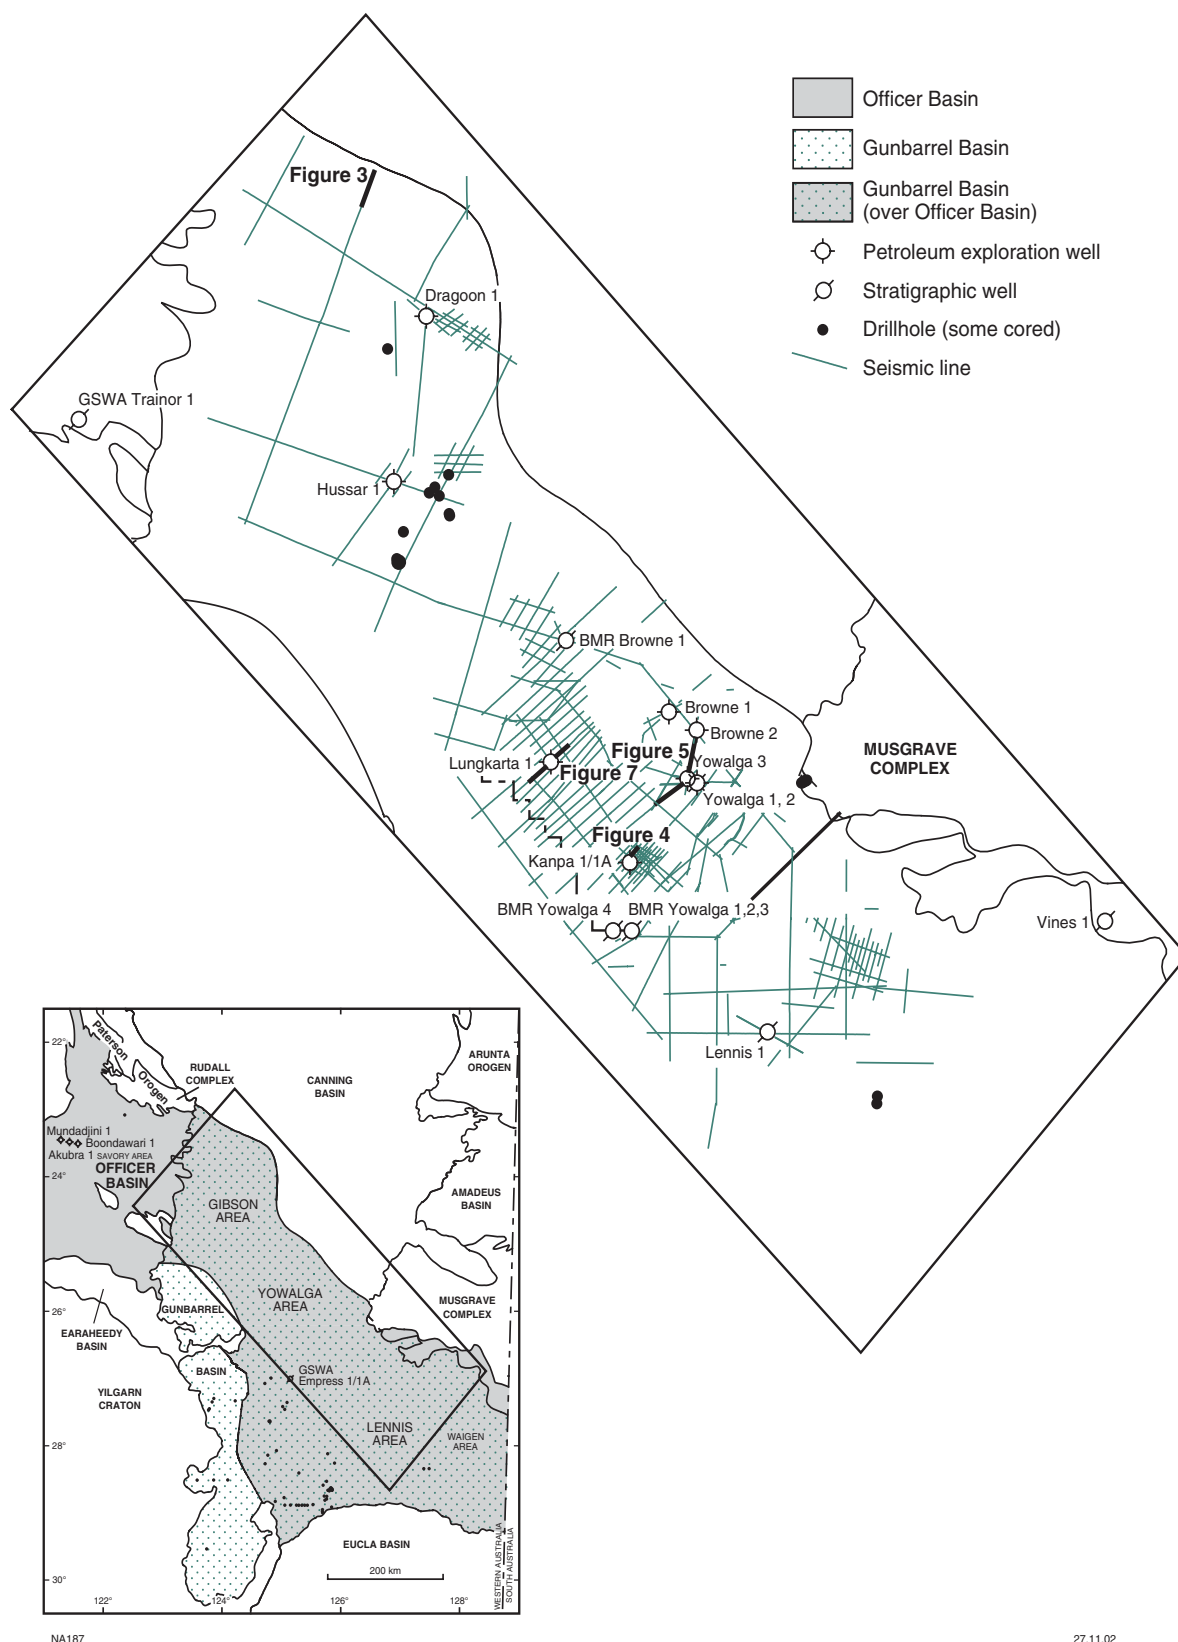 Officer Basin
Gunbarrel Basin
Gunbarrel Basin
(over Officer Basin)
Petroleum exploration well
Stratigraphic well
Drillhole (some cored)
Seismic line
Figure 3
Dragoon 1
GSWA Trainor 1
Hussar 1
BMR Browne 1
Browne 1
Browne 2
Figure 5
Yowalga 3
Lungkarta 1
Figure 7
Yowalga 1, 2
MUSGRAVE
COMPLEX
Figure 4
Kanpa 1/1A
BMR Yowalga 4
BMR Yowalga 1,2,3
Vines 1
Lennis 1
22°
24°
26°
28°
30°
122°
124°
126°
128°
Paterson
Orogen
RUDALL
COMPLEX
CANNING
BASIN
ARUNTA
OROGEN
Mundadjini 1
Boondawari 1
Akubra 1
SAVORY AREA
OFFICER
BASIN
GIBSON
AREA
AMADEUS
BASIN
YOWALGA
AREA
MUSGRAVE
COMPLEX
GUNBARREL
BASIN
EARAHEEDY
BASIN
YILGARN
CRATON
GSWA
Empress 1/1A
LENNIS
AREA
WAIGEN
AREA
EUCLA BASIN
200 km
WESTERN AUSTRALIA
SOUTH AUSTRALIA
NA187
27.11.02